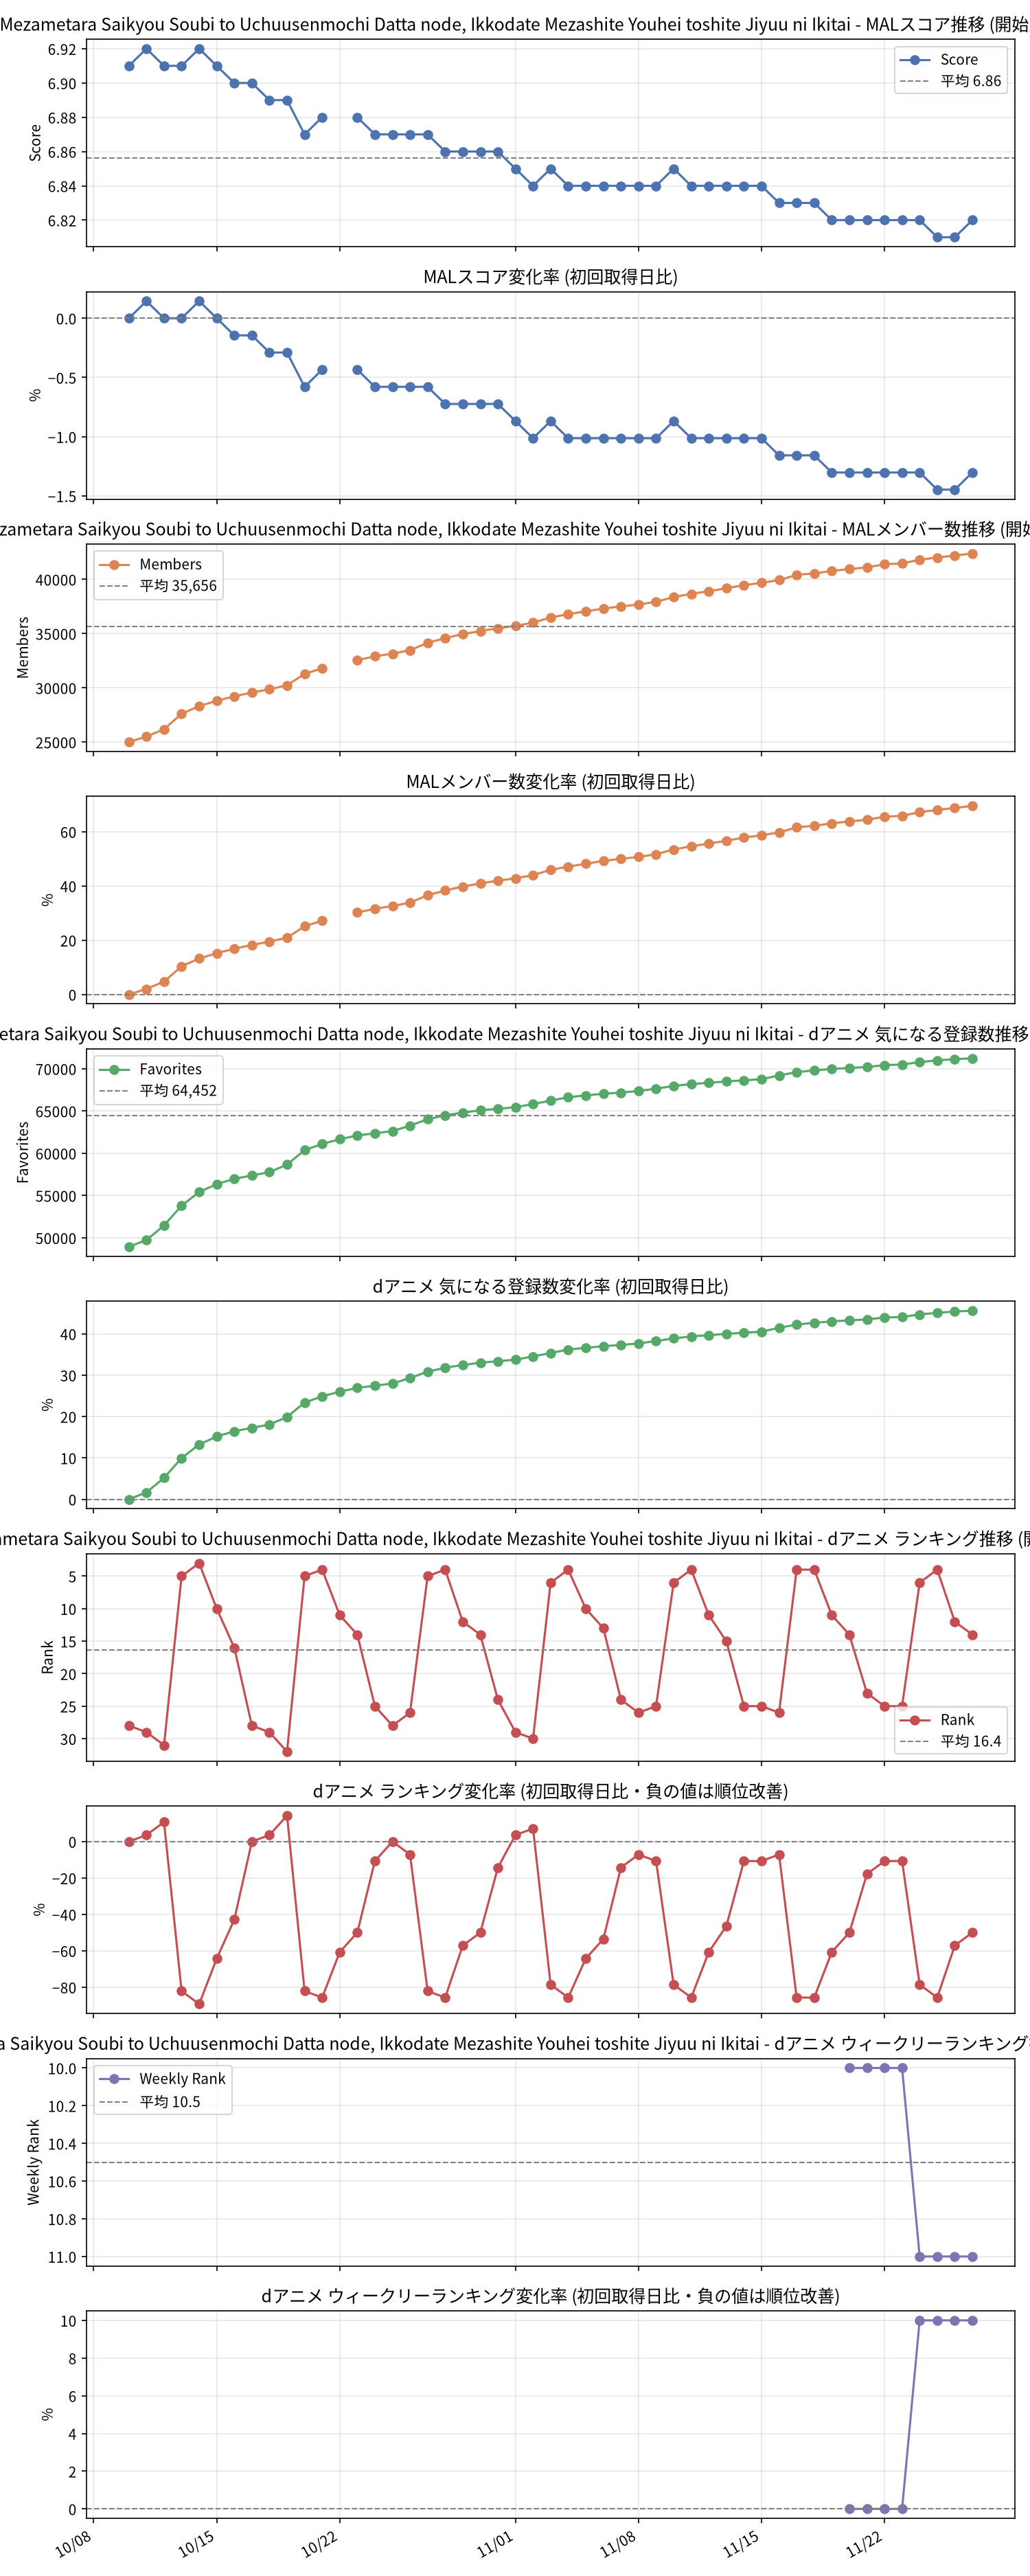 Mezametara Saikyou Soubi to Uchuusenmochi Datta node, Ikkodate Mezashite Youhei toshite Jiyuu ni Ikitai - MALスコア推移 (開始
6.92
6.90
6.88
6.86
6.84
6.82
Score
Score
平均 6.86
MALスコア変化率 (初回取得日比)
0.0
−0.5
−1.0
−1.5
%
zametara Saikyou Soubi to Uchuusenmochi Datta node, Ikkodate Mezashite Youhei toshite Jiyuu ni Ikitai - MALメンバー数推移 (開始
40000
35000
30000
25000
Members
Members
平均 35,656
MALメンバー数変化率 (初回取得日比)
60
40
20
0
%
etara Saikyou Soubi to Uchuusenmochi Datta node, Ikkodate Mezashite Youhei toshite Jiyuu ni Ikitai - dアニメ 気になる登録数推移
70000
65000
60000
55000
50000
Favorites
Favorites
平均 64,452
dアニメ 気になる登録数変化率 (初回取得日比)
40
30
20
10
0
%
ametara Saikyou Soubi to Uchuusenmochi Datta node, Ikkodate Mezashite Youhei toshite Jiyuu ni Ikitai - dアニメ ランキング推移 (開
5
10
15
20
25
30
Rank
Rank
平均 16.4
dアニメ ランキング変化率 (初回取得日比・負の値は順位改善)
0
−20
−40
−60
−80
%
a Saikyou Soubi to Uchuusenmochi Datta node, Ikkodate Mezashite Youhei toshite Jiyuu ni Ikitai - dアニメ ウィークリーランキング
10.0
10.2
10.4
10.6
10.8
11.0
Weekly Rank
Weekly Rank
平均 10.5
dアニメ ウィークリーランキング変化率 (初回取得日比・負の値は順位改善)
10
8
6
4
2
0
%
10/08
10/15
10/22
11/01
11/08
11/15
11/22